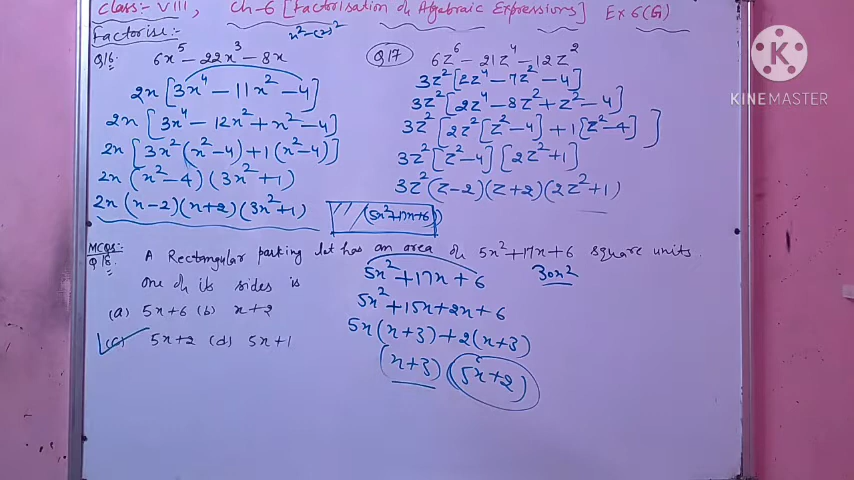 Class:- VIII, Ch-6 [Factorisation of Algebraic Expressions] Ex 6(G)
Factorise:-
x² - (2)²
Q16 6x⁵ - 22x³ - 8x
2x [3x⁴ - 11x² - 4]
2x [3x⁴ - 12x² + x² - 4]
2x [3x²(x² - 4) + 1(x² - 4)]
2x (x² - 4) (3x² + 1)
2x (x - 2) (x + 2) (3x² + 1)
Q17 6z⁶ - 21z⁴ - 12z²
3z² [2z⁴ - 7z² - 4]
3z² [2z⁴ - 8z² + z² - 4]
3z² [2z² [z² - 4] + 1 [z² - 4] ]
3z² [z² - 4] [2z² + 1]
3z² (z - 2) (z + 2) (2z² + 1)
KINEMASTER
(5x² + 17x + 6)
MCQS:-
Q18. A Rectangular parking lot has an area of 5x² + 17x + 6 square units.
one of its sides is
(a) 5x + 6 (b) x + 2
(c) 5x + 2 (d) 5x + 1
5x² + 17x + 6
30x²
5x² + 15x + 2x + 6
5x (x + 3) + 2 (x + 3)
(x + 3) (5x + 2)